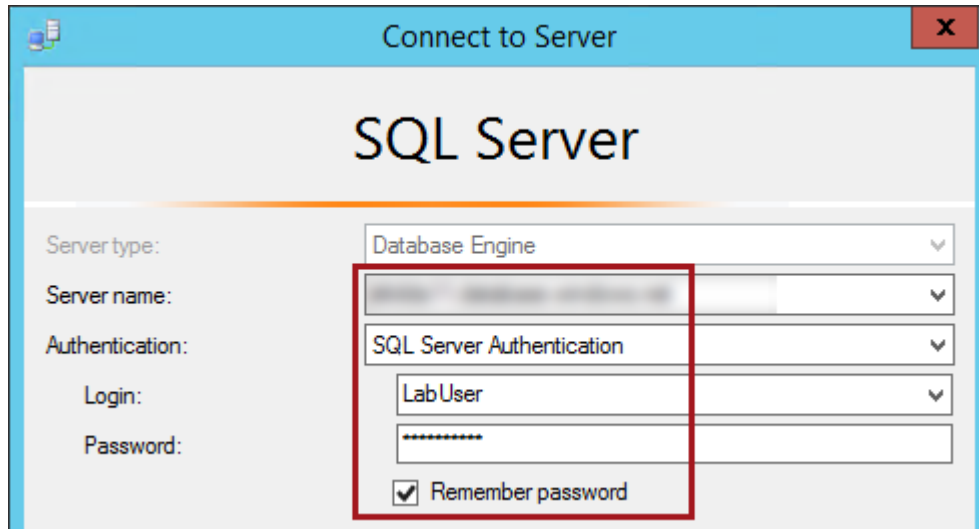 Connect to Server
x
SQL Server
Server type:
Database Engine
Server name:
Authentication:
SQL Server Authentication
Login:
LabUser
Password:
**********
Remember password